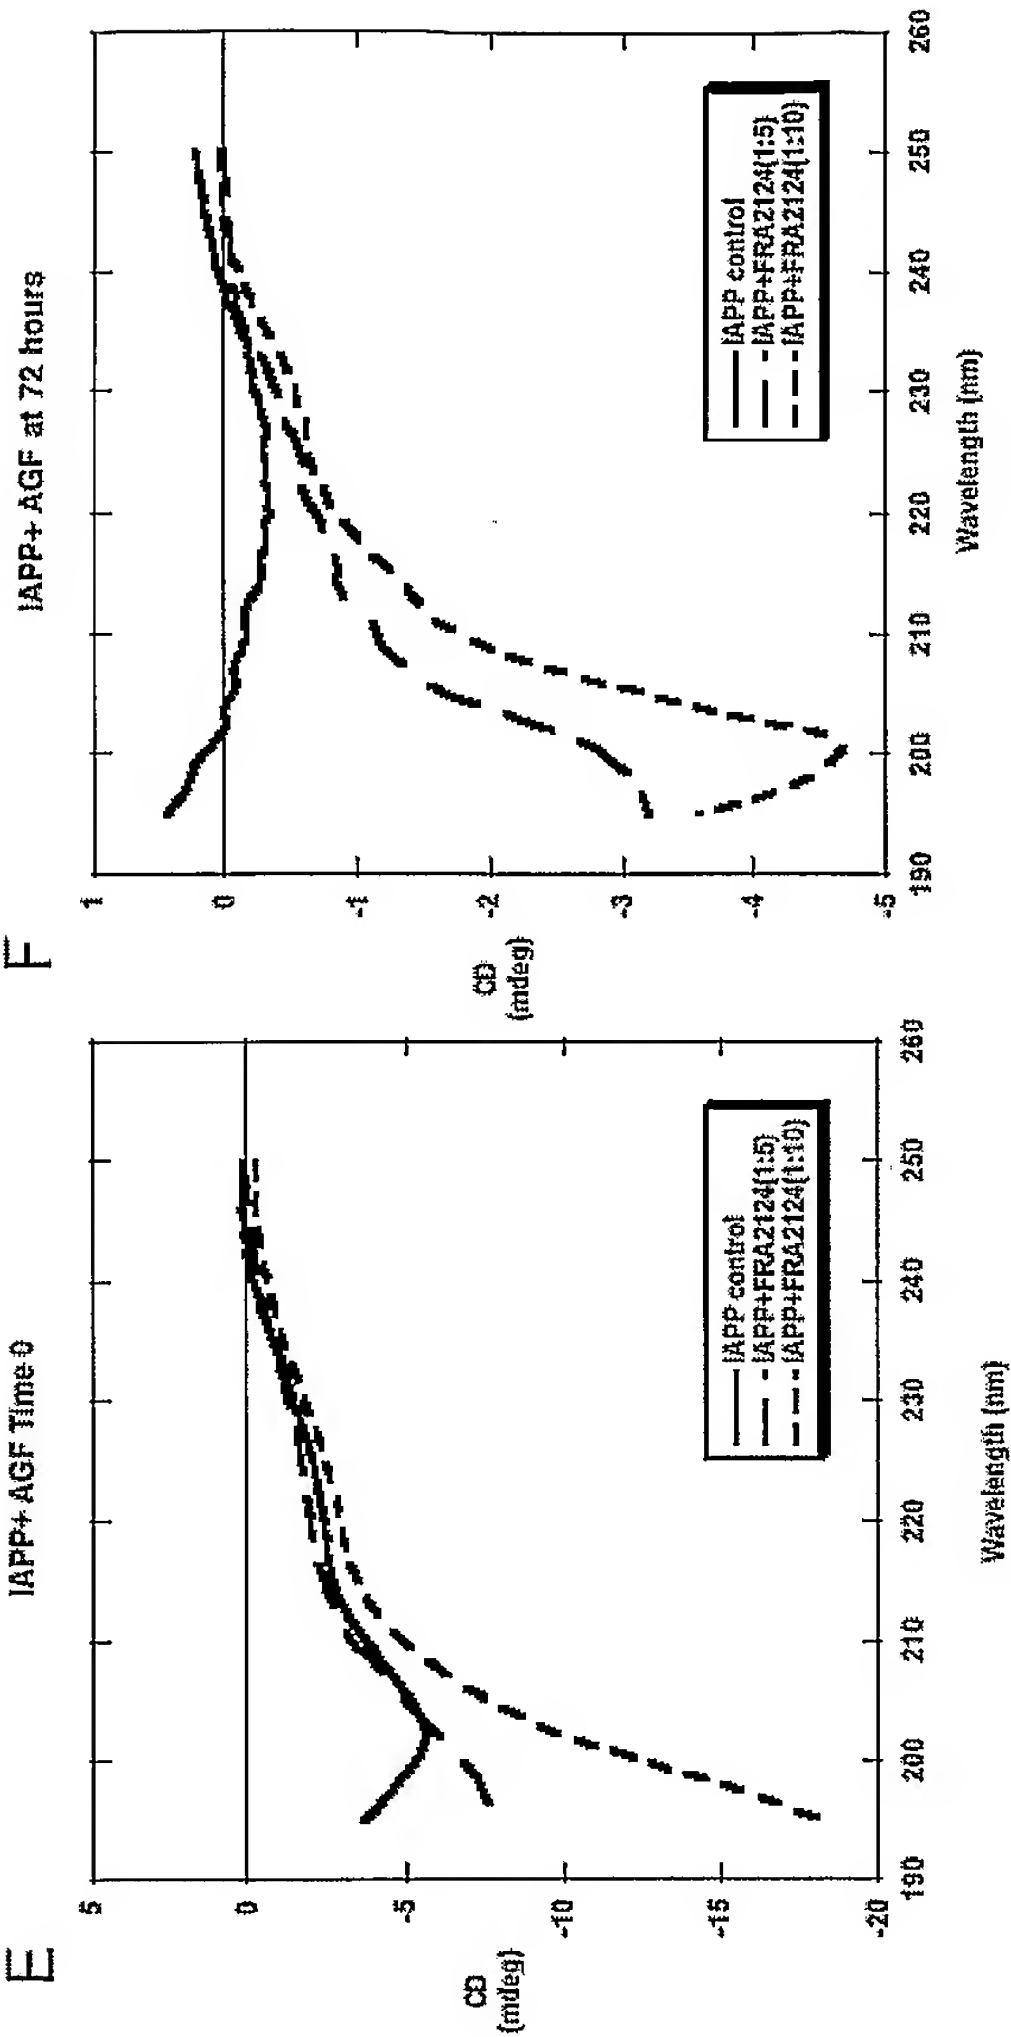 E
IAPP+ AGF Time 0
5
0
-5
-10
-15
-20
CD
(mdeg)
190
200
210
220
230
240
250
260
Wavelength (nm)
IAPP control
IAPP+FRA2124(1:5)
IAPP+FRA2124(1:10)
F
IAPP+ AGF at 72 hours
1
0
-1
-2
-3
-4
-5
CD
(mdeg)
190
200
210
220
230
240
250
260
Wavelength (nm)
IAPP control
IAPP+FRA2124(1:5)
IAPP+FRA2124(1:10)